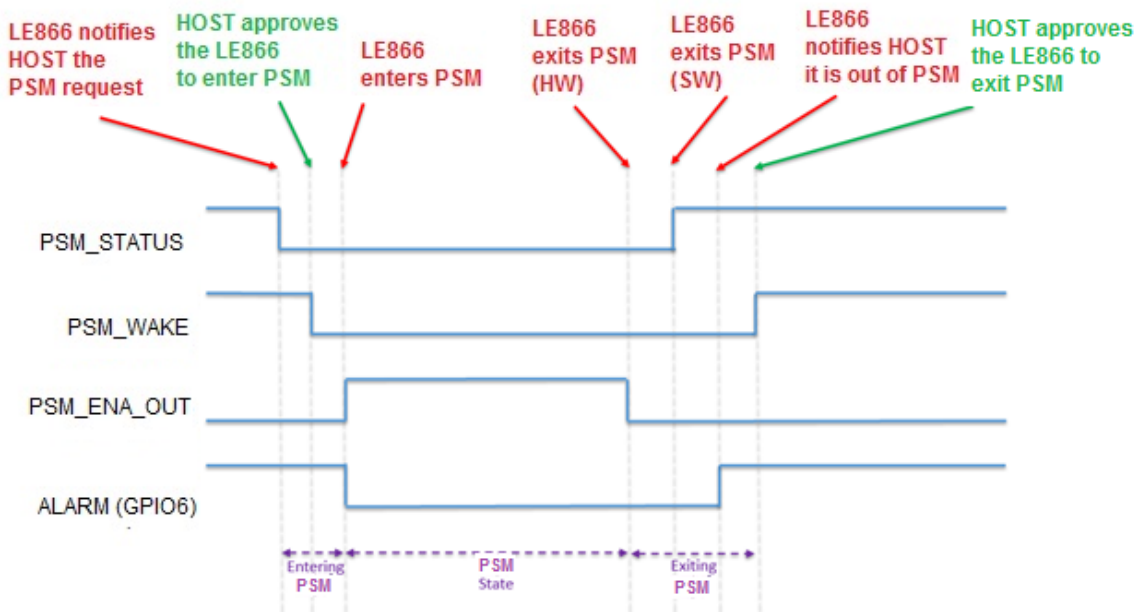 LE866 notifies
HOST the
PSM request
HOST approves
the LE866
to enter PSM
LE866
enters PSM
LE866
exits PSM
(HW)
LE866
exits PSM
(SW)
LE866
notifies HOST
it is out of PSM
HOST approves
the LE866 to
exit PSM
PSM_STATUS
PSM_WAKE
PSM_ENA_OUT
ALARM (GPIO6)
Entering
PSM
PSM
State
Exiting
PSM